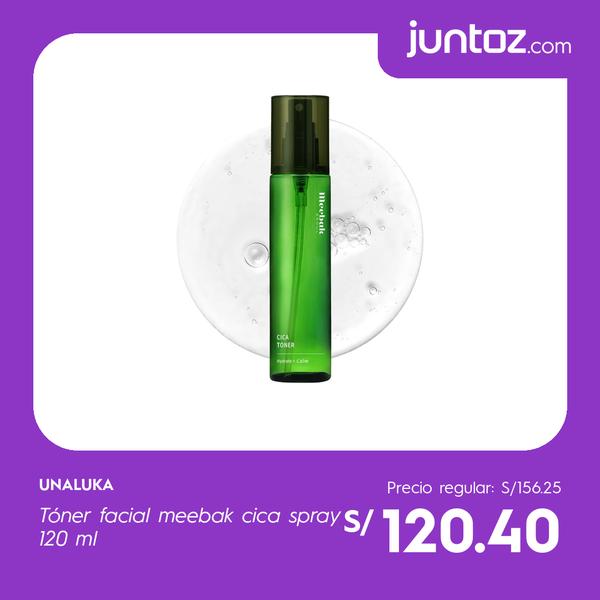 juntoz.com
meebak
CICA
TONER
Hydrate + Calm
UNALUKA
Tóner facial meebak cica spray
120 ml
Precio regular: S/156.25
S/120.40